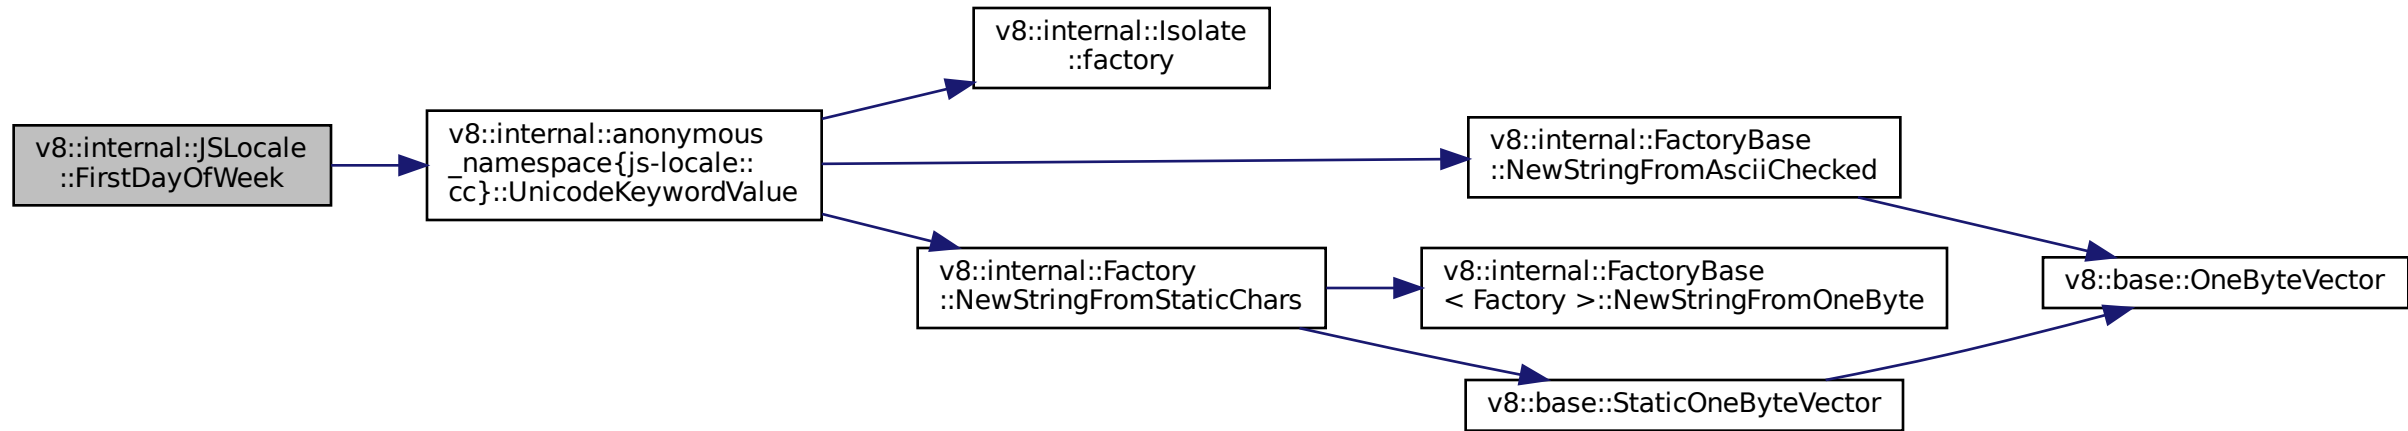 v8::internal::JSLocale
::FirstDayOfWeek
v8::internal::anonymous
_namespace{js-locale::
cc}::UnicodeKeywordValue
v8::internal::Isolate
::factory
v8::internal::FactoryBase
::NewStringFromAsciiChecked
v8::internal::Factory
::NewStringFromStaticChars
v8::internal::FactoryBase
< Factory >::NewStringFromOneByte
v8::base::OneByteVector
v8::base::StaticOneByteVector